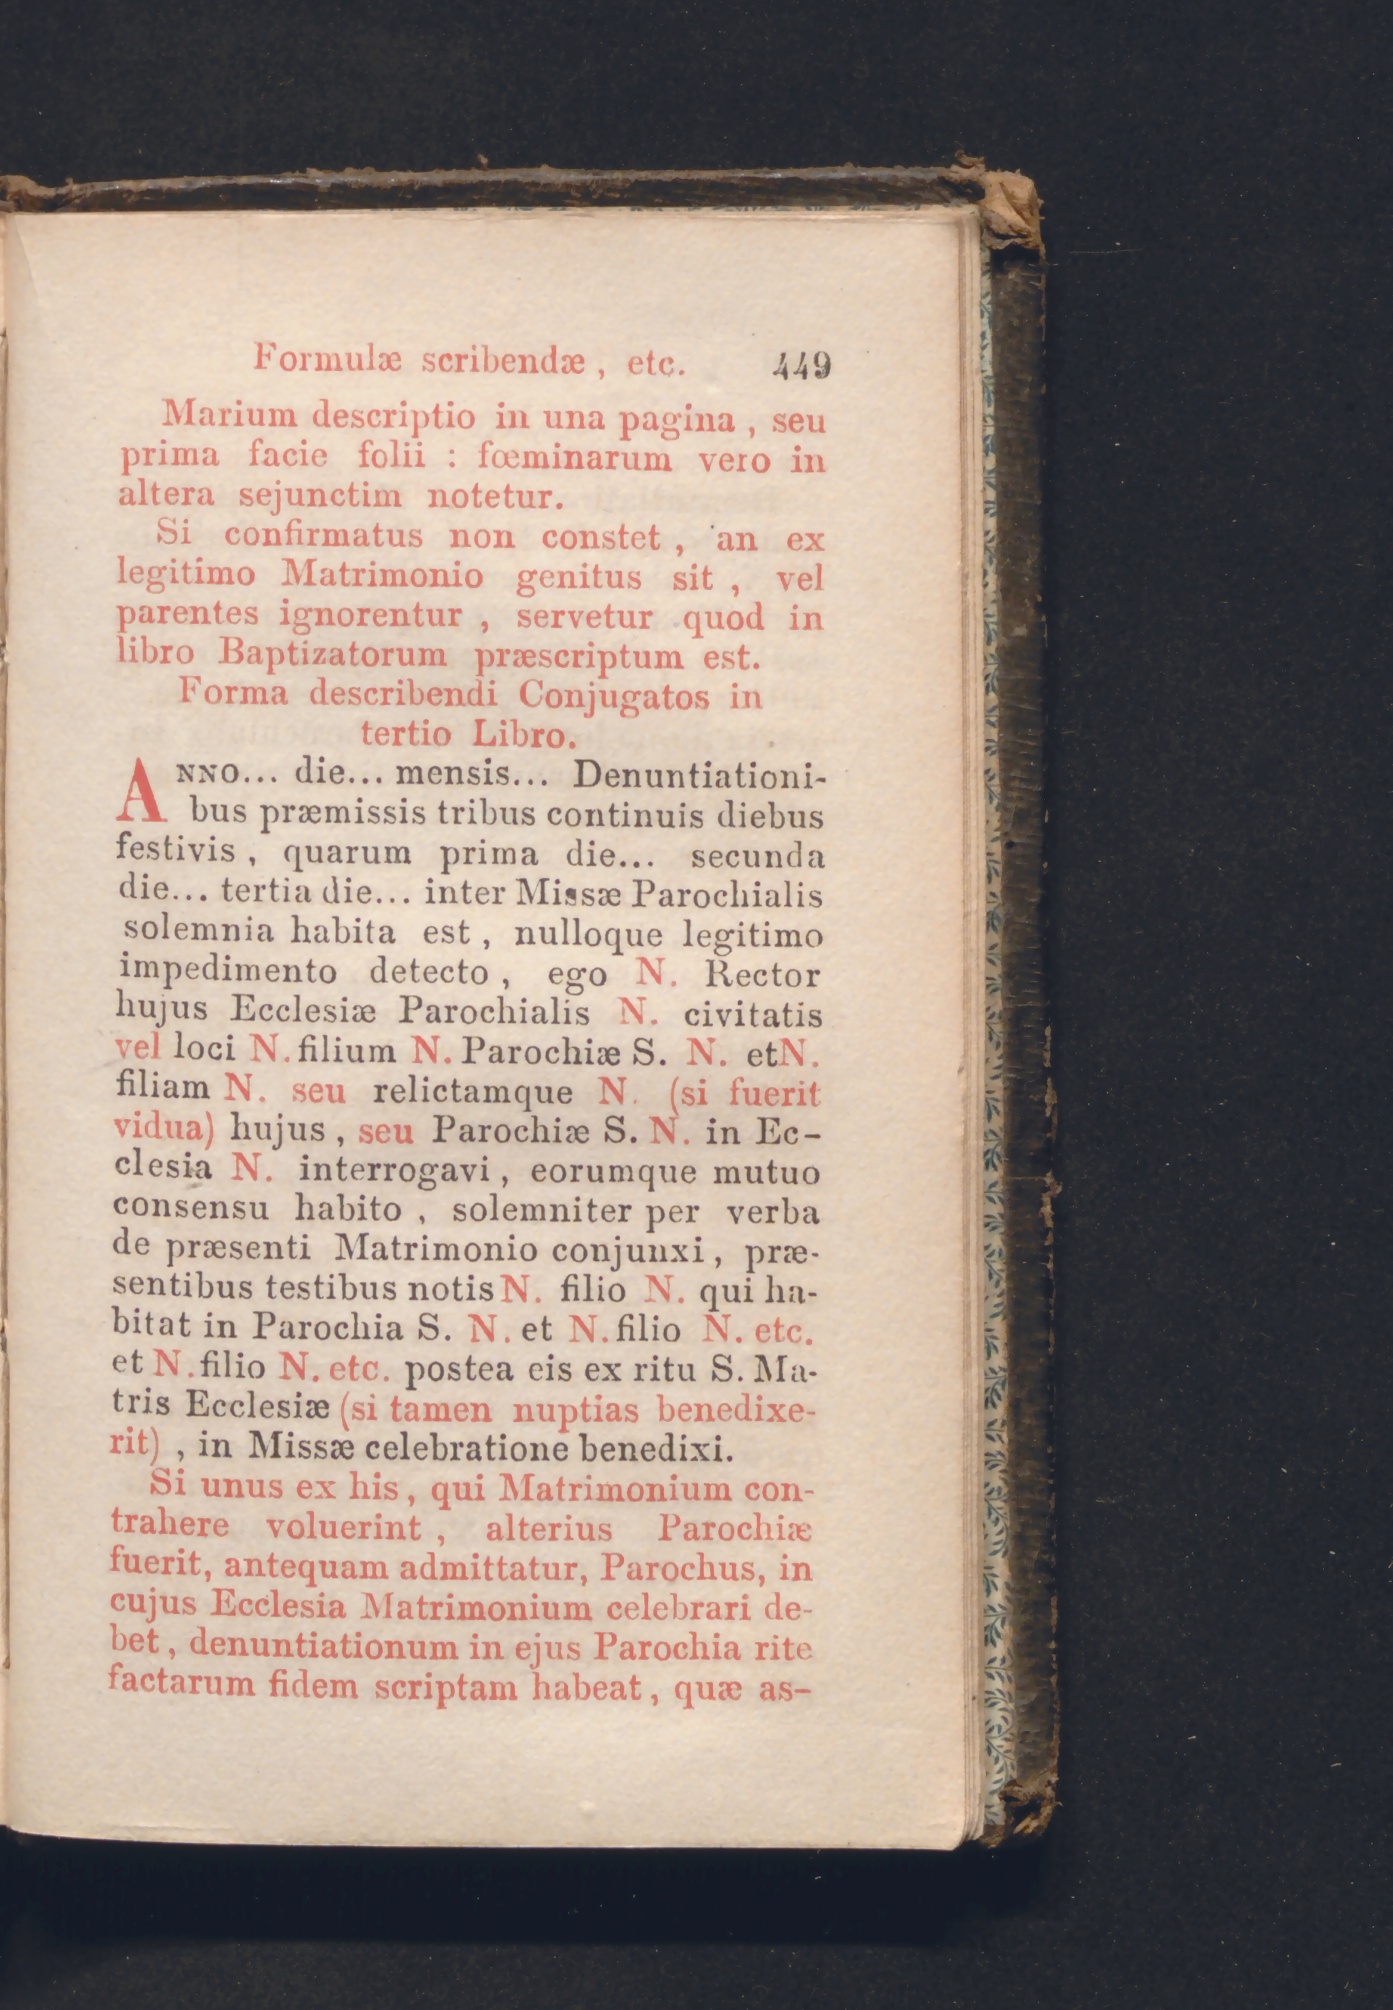 Formulæ scribendæ, etc. 449
Marium descriptio in una pagina, seu
prima facie folii : fœminarum vero in
altera sejunctim notetur.
Si confirmatus non constet, an ex
legitimo Matrimonio genitus sit, vel
parentes ignorentur, servetur quod in
libro Baptizatorum præscriptum est.
Forma describendi Conjugatos in
tertio Libro.
ANNO... die... mensis... Denuntiationi-
bus præmissis tribus continuis diebus
festivis, quarum prima die... secunda
die... tertia die... inter Missæ Parochialis
solemnia habita est, nulloque legitimo
impedimento detecto, ego N. Rector
hujus Ecclesiæ Parochialis N. civitatis
vel loci N. filium N. Parochiæ S. N. et N.
filiam N. seu relictamque N. (si fuerit
vidua) hujus, seu Parochiæ S. N. in Ec-
clesia N. interrogavi, eorumque mutuo
consensu habito, solemniter per verba
de præsenti Matrimonio conjunxi, præ-
sentibus testibus notis N. filio N. qui ha-
bitat in Parochia S. N. et N. filio N. etc.
et N. filio N. etc. postea eis ex ritu S. Ma-
tris Ecclesiæ (si tamen nuptias benedixe-
rit), in Missæ celebratione benedixi.
Si unus ex his, qui Matrimonium con-
trahere voluerint, alterius Parochiæ
fuerit, antequam admittatur, Parochus, in
cujus Ecclesia Matrimonium celebrari de-
bet, denuntiationum in ejus Parochia rite
factarum fidem scriptam habeat, quæ as-